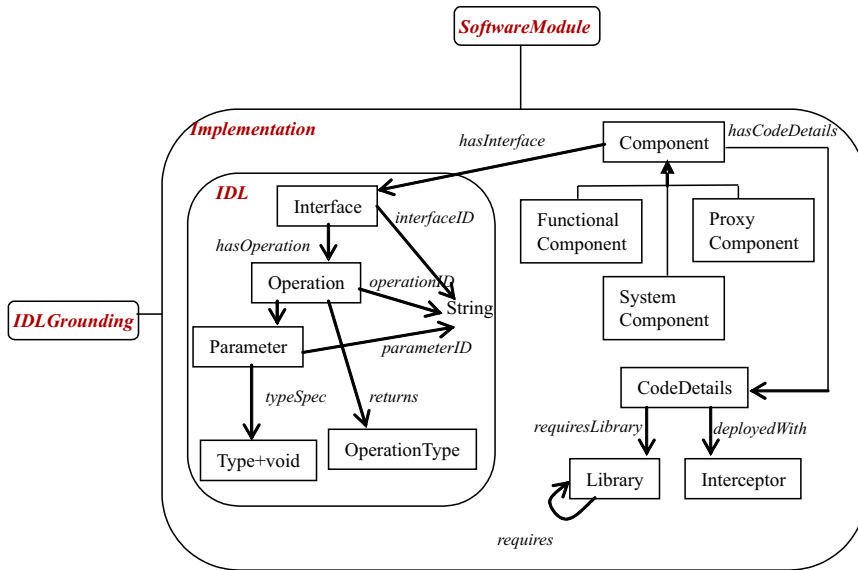 SoftwareModule
Implementation
hasInterface
Component
hasCodeDetails
IDL
Interface
interfaceID
Functional
Component
Proxy
Component
hasOperation
Operation
operationID
String
System
Component
IDLGrounding
Parameter
parameterID
CodeDetails
typeSpec
returns
requiresLibrary
deployedWith
Type+void
OperationType
Library
Interceptor
requires